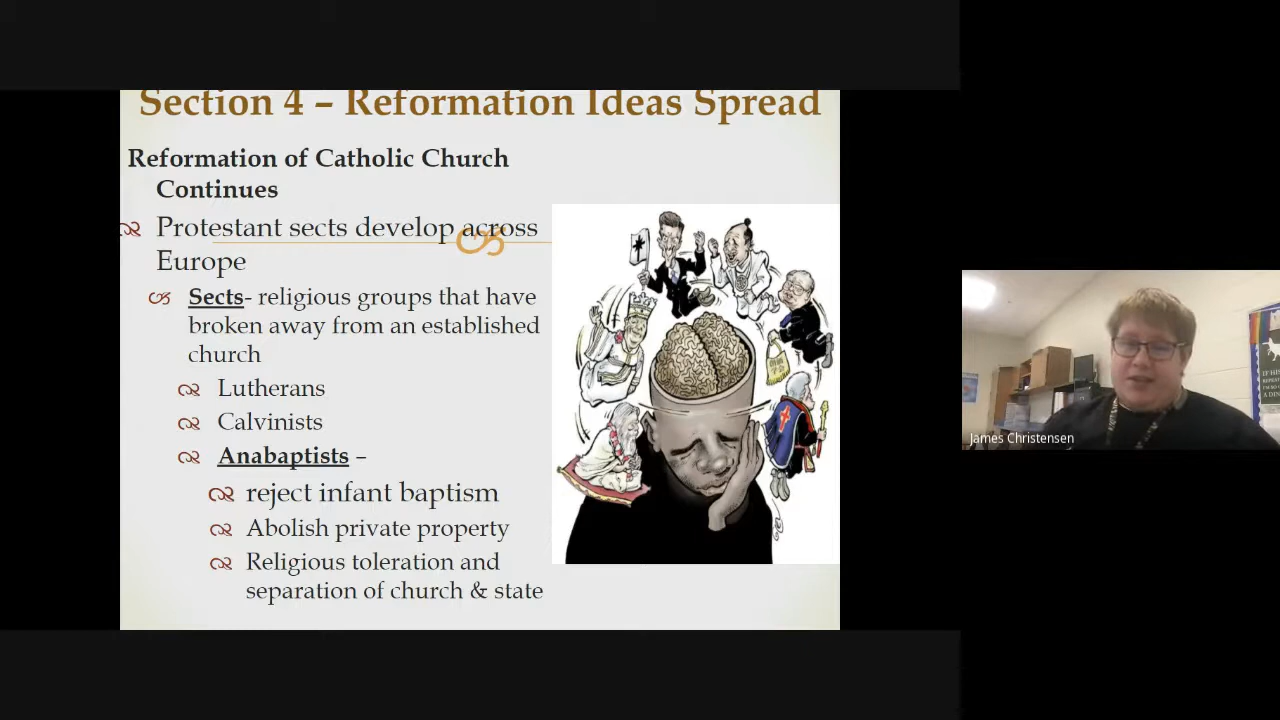 Section 4 – Reformation Ideas Spread
Reformation of Catholic Church
Continues
Protestant sects develop across
Europe
Sects- religious groups that have
broken away from an established
church
Lutherans
Calvinists
Anabaptists –
reject infant baptism
Abolish private property
Religious toleration and
separation of church & state
James Christensen